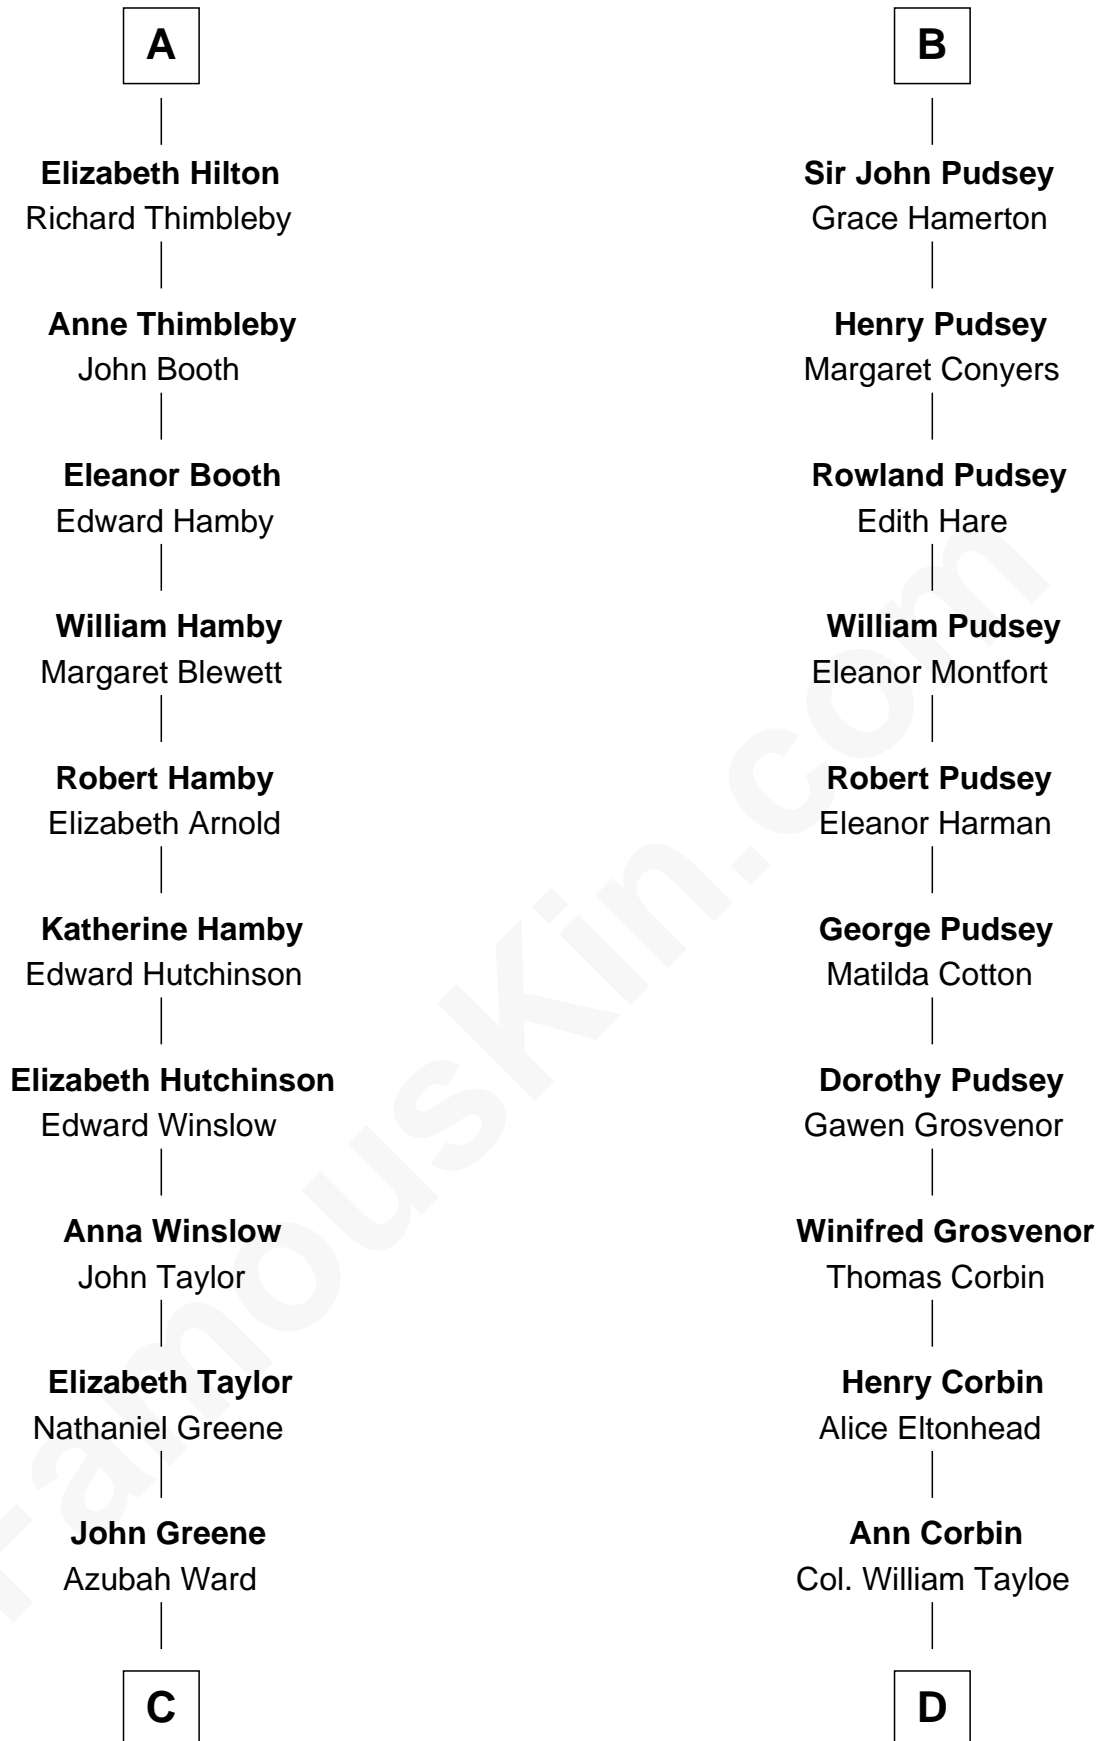 A
Elizabeth Hilton
Richard Thimbleby
Anne Thimbleby
John Booth
Eleanor Booth
Edward Hamby
William Hamby
Margaret Blewett
Robert Hamby
Elizabeth Arnold
Katherine Hamby
Edward Hutchinson
Elizabeth Hutchinson
Edward Winslow
Anna Winslow
John Taylor
Elizabeth Taylor
Nathaniel Greene
John Greene
Azubah Ward
C
B
Sir John Pudsey
Grace Hamerton
Henry Pudsey
Margaret Conyers
Rowland Pudsey
Edith Hare
William Pudsey
Eleanor Montfort
Robert Pudsey
Eleanor Harman
George Pudsey
Matilda Cotton
Dorothy Pudsey
Gawen Grosvenor
Winifred Grosvenor
Thomas Corbin
Henry Corbin
Alice Eltonhead
Ann Corbin
Col. William Tayloe
D
FamousKin.com